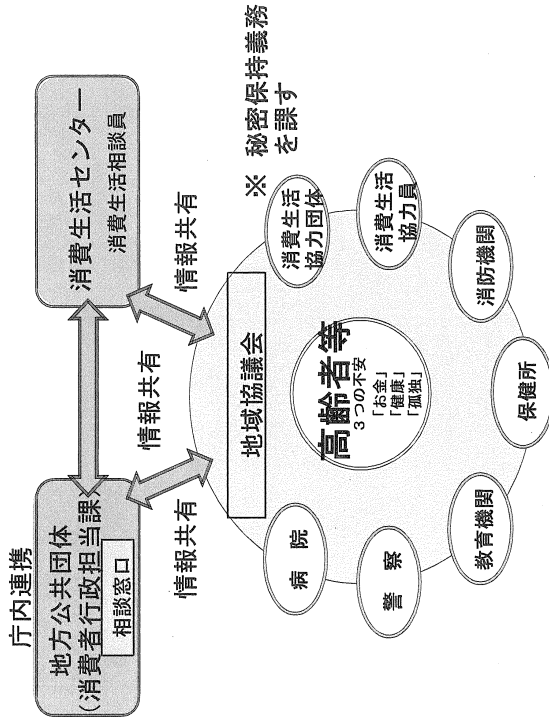 庁内連携
地方公共団体
（消費者行政担当課）
相談窓口
消費生活センター
消費生活相談員
情報共有
情報共有
情報共有
※ 秘密保持義務
を課す
地域協議会
高齢者等
３つの不安
「お金」
「健康」
「孤独」
病 院
警 察
教育機関
保健所
消防機関
消費生活
協力員
消費生活
協力団体